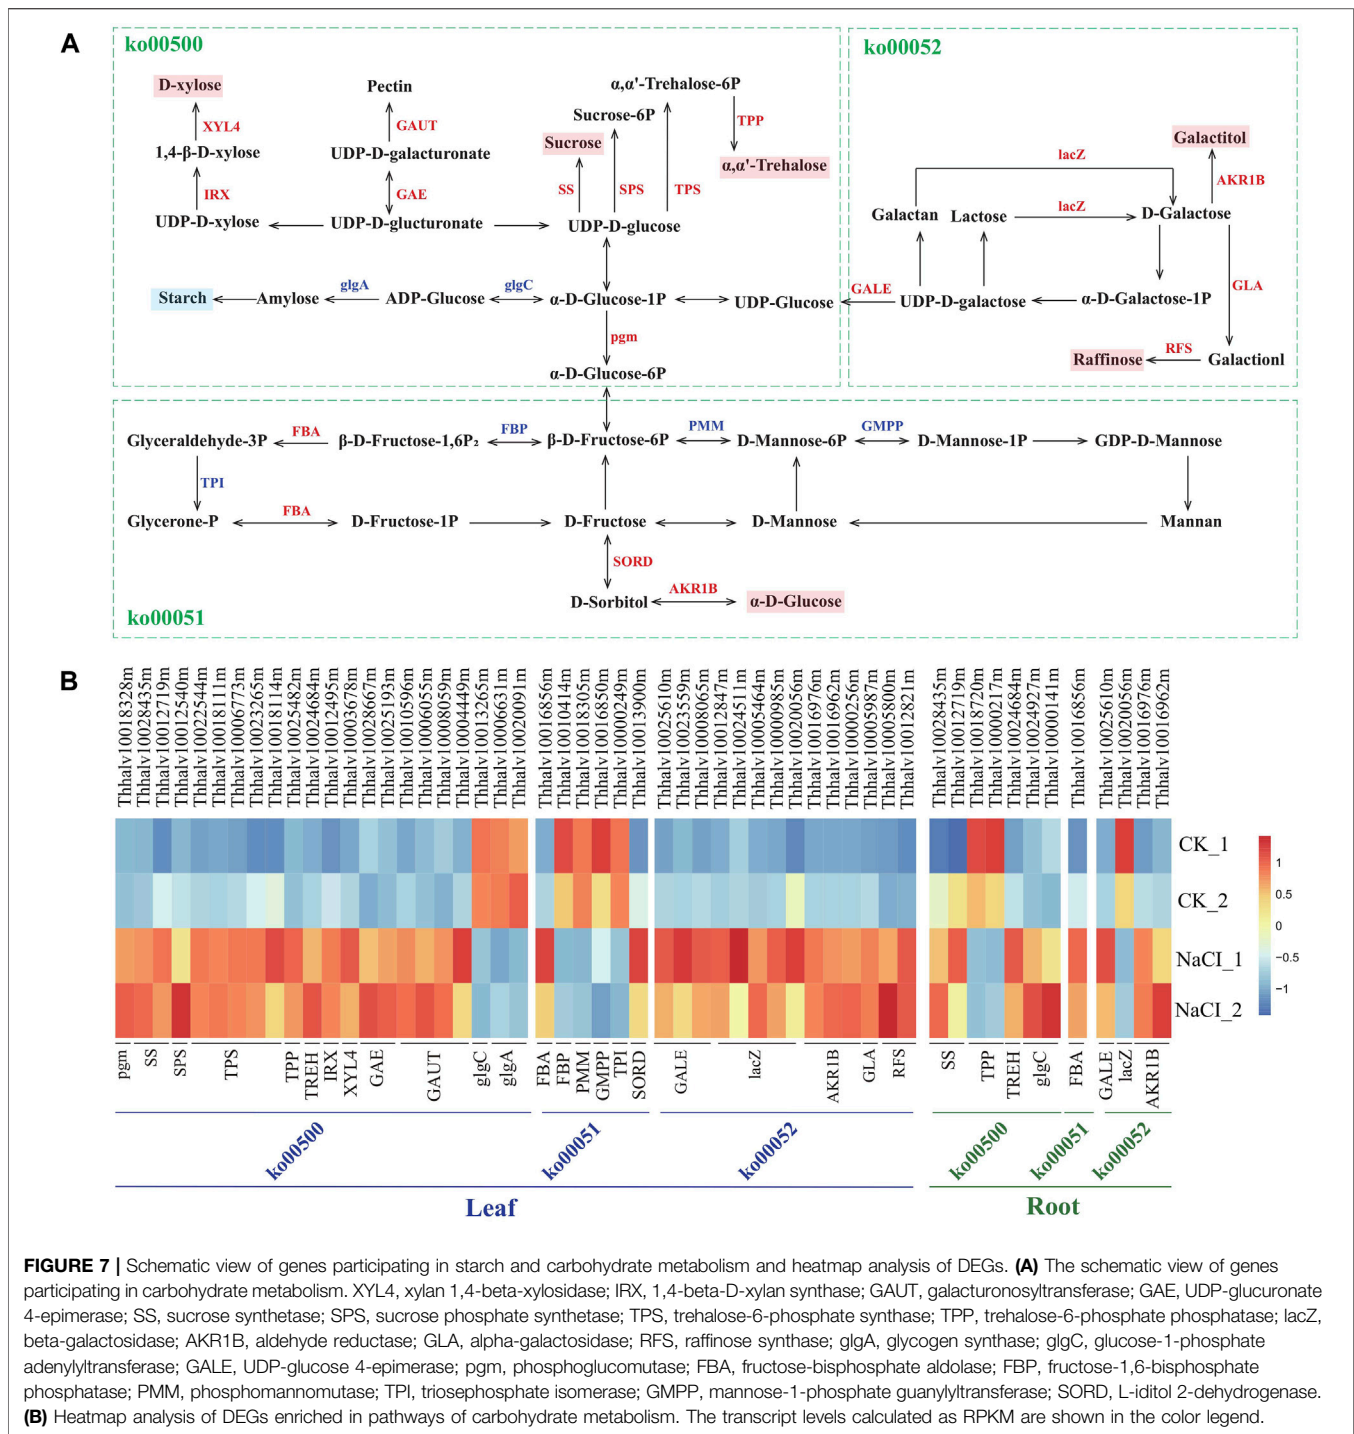 A
ko00500
ko00052
D-xylose
Pectin
α,α'-Trehalose-6P
XYL4
GAUT
Sucrose-6P
TPP
Sucrose
Galactitol
1,4-β-D-xylose
UDP-D-galacturonate
α,α'-Trehalose
lacZ
IRX
GAE
SS
SPS
TPS
AKR1B
UDP-D-xylose
UDP-D-glucturonate
UDP-D-glucose
Galactan
Lactose
lacZ
D-Galactose
Starch
Amylose
glgA
ADP-Glucose
glgC
α-D-Glucose-1P
UDP-Glucose
GALE
UDP-D-galactose
α-D-Galactose-1P
GLA
pgm
Raffinose
RFS
Galactionl
α-D-Glucose-6P
Glyceraldehyde-3P
FBA
β-D-Fructose-1,6P₂
FBP
β-D-Fructose-6P
PMM
D-Mannose-6P
GMPP
D-Mannose-1P
GDP-D-Mannose
TPI
Glycerone-P
FBA
D-Fructose-1P
D-Fructose
D-Mannose
Mannan
SORD
D-Sorbitol
AKR1B
α-D-Glucose
ko00051
B
Thhalv10018328m
Thhalv10028435m
Thhalv10012719m
Thhalv10012540m
Thhalv10022544m
Thhalv10018111m
Thhalv10006773m
Thhalv10023265m
Thhalv10018114m
Thhalv10025482m
Thhalv10024684m
Thhalv10012495m
Thhalv10003678m
Thhalv10028667m
Thhalv10025193m
Thhalv10010596m
Thhalv10006055m
Thhalv10008059m
Thhalv10004449m
Thhalv10013265m
Thhalv10006631m
Thhalv10020091m
Thhalv10016856m
Thhalv10010414m
Thhalv10018305m
Thhalv10016850m
Thhalv10000249m
Thhalv10013900m
Thhalv10025610m
Thhalv10023559m
Thhalv10008065m
Thhalv10012847m
Thhalv10024511m
Thhalv10005464m
Thhalv10000985m
Thhalv10020056m
Thhalv10016976m
Thhalv10016962m
Thhalv10000256m
Thhalv10005987m
Thhalv10005800m
Thhalv10012821m
Thhalv10028435m
Thhalv10012719m
Thhalv10018720m
Thhalv10000217m
Thhalv10024684m
Thhalv10024927m
Thhalv10000141m
Thhalv10016856m
Thhalv10025610m
Thhalv10020056m
Thhalv10016976m
Thhalv10016962m
CK_1
CK_2
NaCI_1
NaCI_2
1
0.5
0
−0.5
−1
pgm
SS
SPS
TPS
TPP
TREH
IRX
XYL4
GAE
GAUT
glgC
glgA
FBA
FBP
PMM
GMPP
TPI
SORD
GALE
lacZ
AKR1B
GLA
RFS
SS
TPP
TREH
glgC
FBA
GALE
lacZ
AKR1B
ko00500
ko00051
ko00052
ko00500
ko00051
ko00052
Leaf
Root
FIGURE 7 | Schematic view of genes participating in starch and carbohydrate metabolism and heatmap analysis of DEGs. (A) The schematic view of genes
participating in carbohydrate metabolism. XYL4, xylan 1,4-beta-xylosidase; IRX, 1,4-beta-D-xylan synthase; GAUT, galacturonosyltransferase; GAE, UDP-glucuronate
4-epimerase; SS, sucrose synthetase; SPS, sucrose phosphate synthetase; TPS, trehalose-6-phosphate synthase; TPP, trehalose-6-phosphate phosphatase; lacZ,
beta-galactosidase; AKR1B, aldehyde reductase; GLA, alpha-galactosidase; RFS, raffinose synthase; glgA, glycogen synthase; glgC, glucose-1-phosphate
adenylyltransferase; GALE, UDP-glucose 4-epimerase; pgm, phosphoglucomutase; FBA, fructose-bisphosphate aldolase; FBP, fructose-1,6-bisphosphate
phosphatase; PMM, phosphomannomutase; TPI, triosephosphate isomerase; GMPP, mannose-1-phosphate guanylyltransferase; SORD, L-iditol 2-dehydrogenase.
(B) Heatmap analysis of DEGs enriched in pathways of carbohydrate metabolism. The transcript levels calculated as RPKM are shown in the color legend.